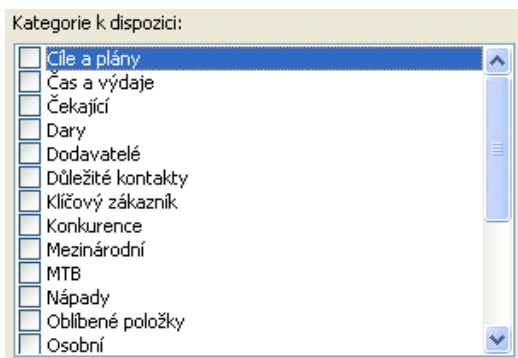 Kategorie k dispozici:
Cíle a plány
Čas a výdaje
Čekající
Dary
Dodavatelé
Důležité kontakty
Klíčový zákazník
Konkurence
Mezinárodní
MTB
Nápady
Oblíbené položky
Osobní